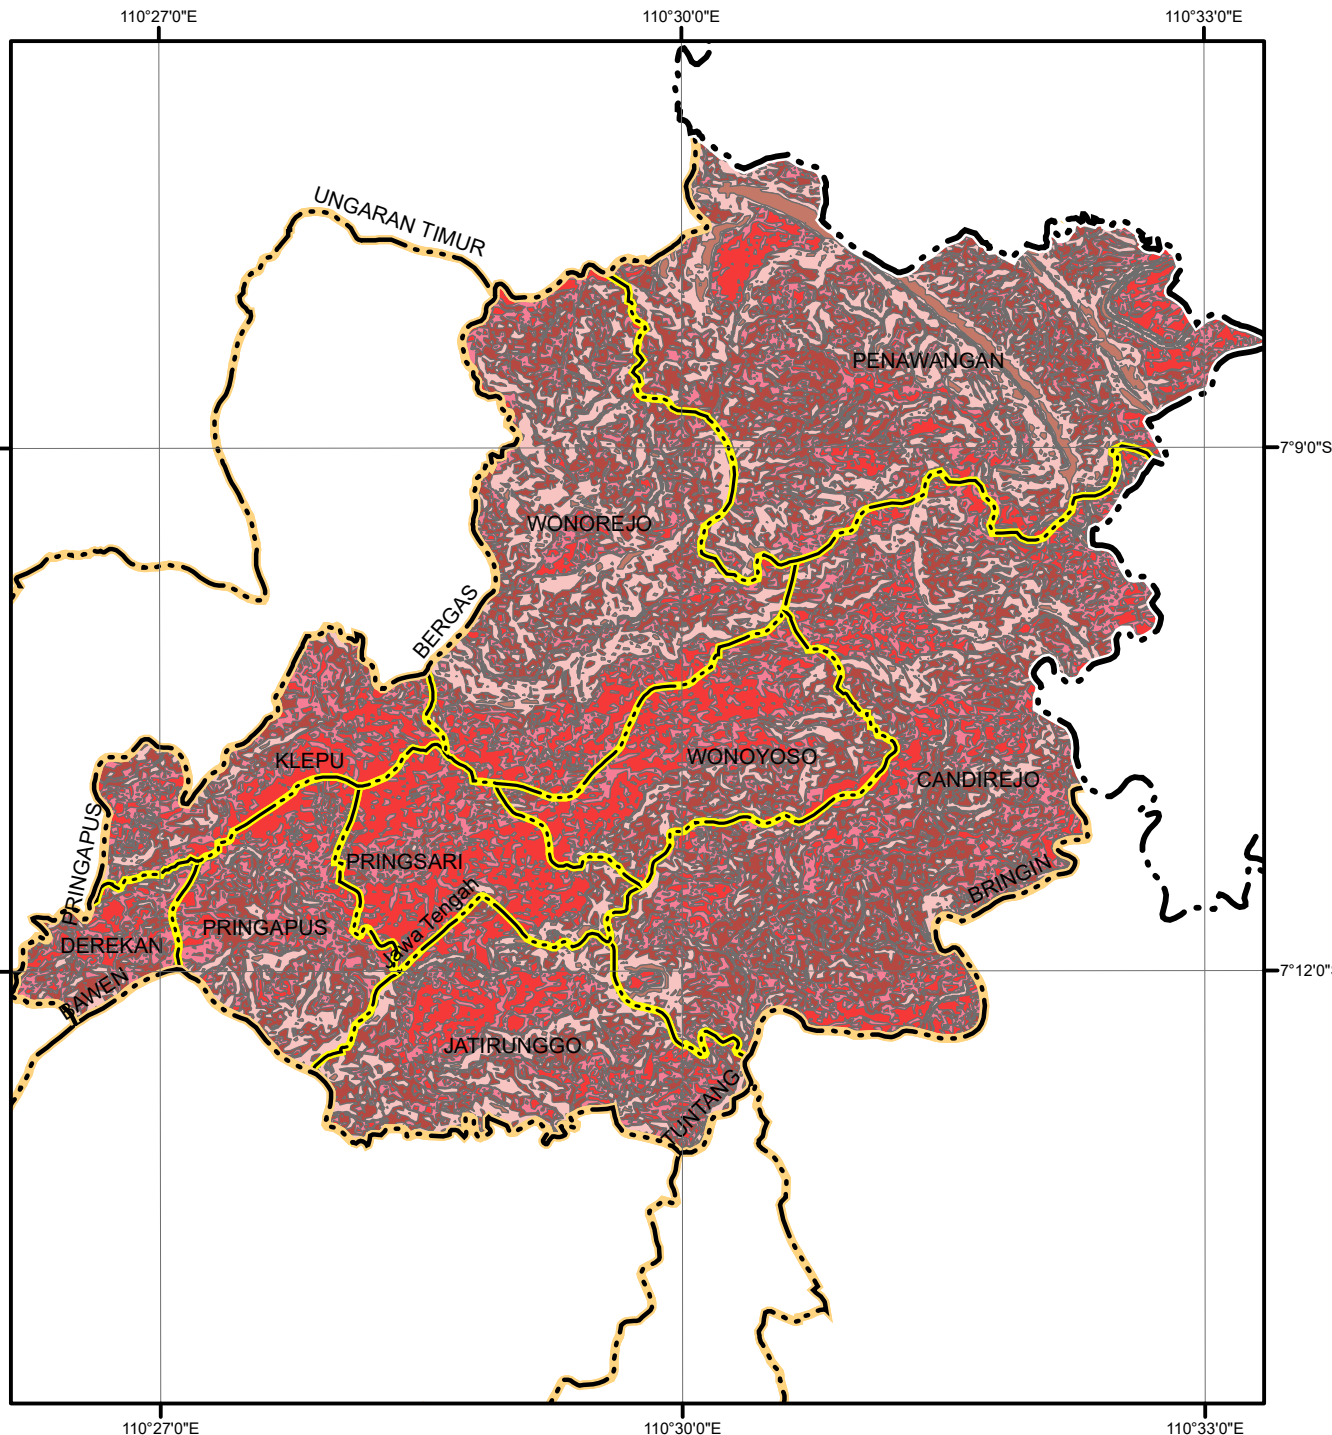 110°27'0"E
110°30'0"E
110°33'0"E
UNGARAN TIMUR
PENAWANGAN
7°9'0"S
WONOREJO
BERGAS
KLEPU
WONOYOSO
CANDIREJO
PRINGAPUS
PRINGSARI
BRINGIN
Jawa Tengah
PRINGAPUS
DEREKAN
BAWEN
7°12'0"S
JATIRUNGGO
TUNTANG
110°27'0"E
110°30'0"E
110°33'0"E